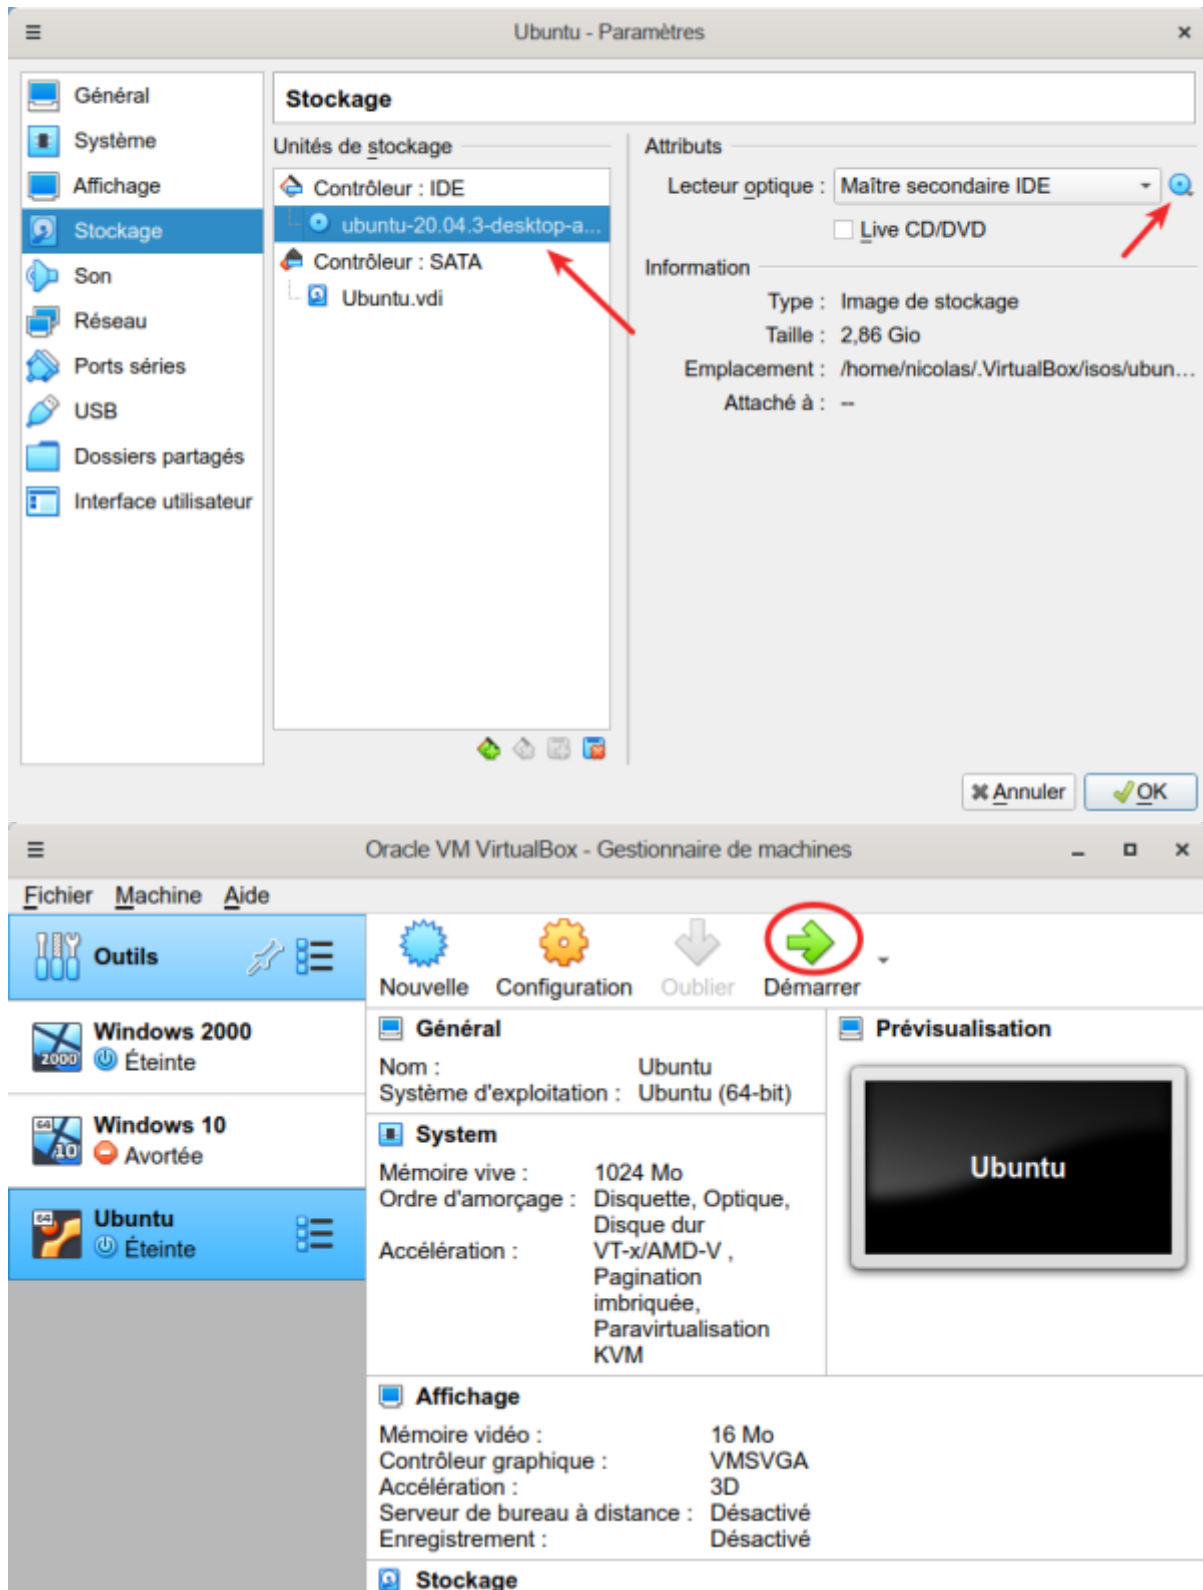 Ubuntu - Paramètres
Général
Système
Affichage
Stockage
Son
Réseau
Ports séries
USB
Dossiers partagés
Interface utilisateur
Stockage
Unités de stockage
Contrôleur : IDE
ubuntu-20.04.3-desktop-a...
Contrôleur : SATA
Ubuntu.vdi
Attributs
Lecteur optique : Maître secondaire IDE
Live CD/DVD
Information
Type : Image de stockage
Taille : 2,86 Gio
Emplacement : /home/nicolas/.VirtualBox/isos/ubun...
Attaché à : --
Annuler
OK
Oracle VM VirtualBox - Gestionnaire de machines
Fichier Machine Aide
Outils
Windows 2000
2000
Éteinte
64
Windows 10
10
Avortée
64
Ubuntu
Éteinte
Nouvelle Configuration Oublier Démarrer
Général
Nom : Ubuntu
Système d'exploitation : Ubuntu (64-bit)
System
Mémoire vive : 1024 Mo
Ordre d'amorçage : Disquette, Optique,
Disque dur
Accélération : VT-x/AMD-V ,
Pagination
imbriquée,
Paravirtualisation
KVM
Prévisualisation
Ubuntu
Affichage
Mémoire vidéo : 16 Mo
Contrôleur graphique : VMSVGA
Accélération : 3D
Serveur de bureau à distance : Désactivé
Enregistrement : Désactivé
Stockage